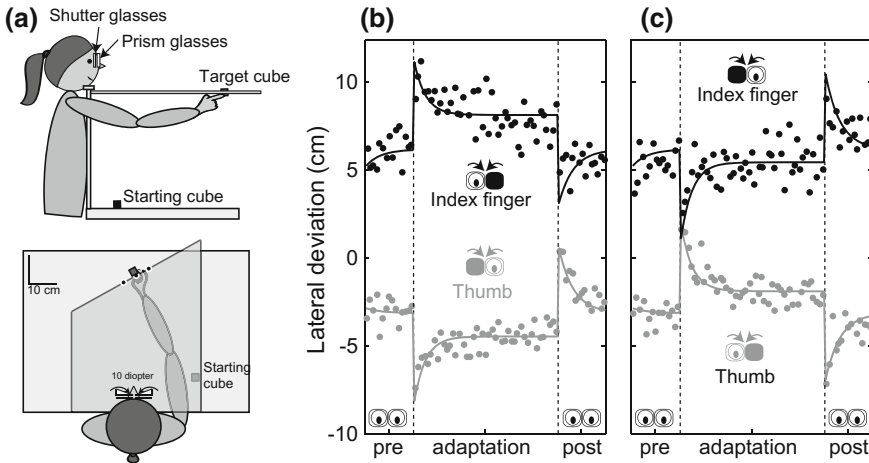 (a)
Shutter glasses
Prism glasses
Target cube
Starting cube
10 cm
10 diopter
Starting
cube
(b)
Lateral deviation (cm)
10
5
0
-5
-10
Index finger
Thumb
pre adaptation post
(c)
Index finger
Thumb
pre adaptation post